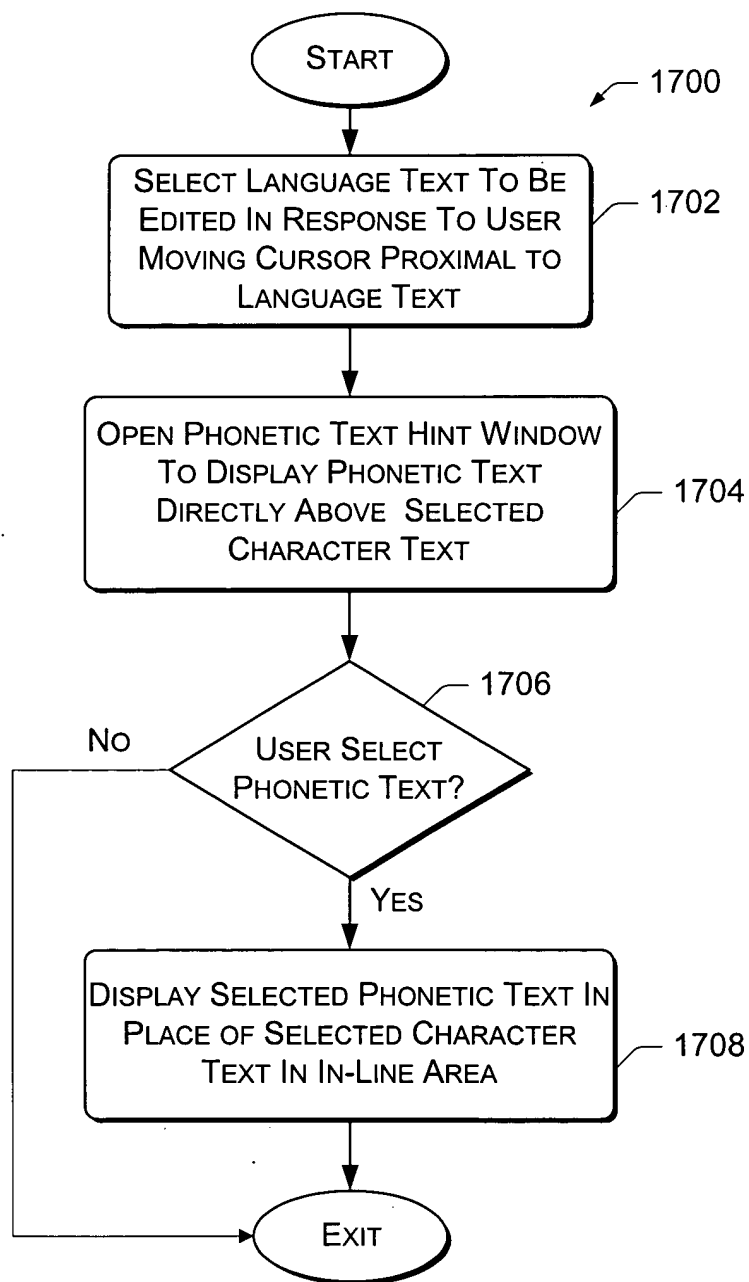 START
1700
SELECT LANGUAGE TEXT TO BE
EDITED IN RESPONSE TO USER
MOVING CURSOR PROXIMAL TO
LANGUAGE TEXT
1702
OPEN PHONETIC TEXT HINT WINDOW
TO DISPLAY PHONETIC TEXT
DIRECTLY ABOVE SELECTED
CHARACTER TEXT
1704
1706
NO
USER SELECT
PHONETIC TEXT?
YES
DISPLAY SELECTED PHONETIC TEXT IN
PLACE OF SELECTED CHARACTER
TEXT IN IN-LINE AREA
1708
EXIT